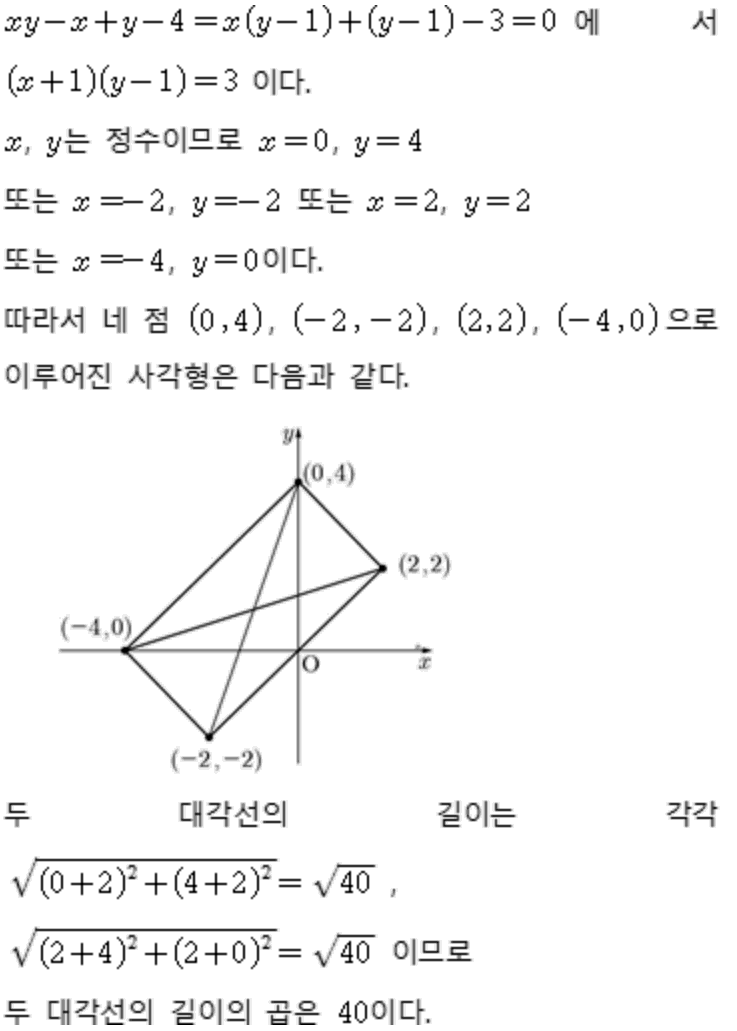 xy−x+y−4=x(y−1)+(y−1)−3=0 에 서
(x+1)(y−1)=3 이다.
x, y는 정수이므로 x=0, y=4
또는 x=−2, y=−2 또는 x=2, y=2
또는 x=−4, y=0이다.
따라서 네 점 (0,4), (−2,−2), (2,2), (−4,0)으로
이루어진 사각형은 다음과 같다.
y
(0,4)
(2,2)
(−4,0)
O
x
(−2,−2)
두 대각선의 길이는 각각
√((0+2)²+(4+2)²)=√40 ,
√((2+4)²+(2+0)²)=√40 이므로
두 대각선의 길이의 곱은 40이다.